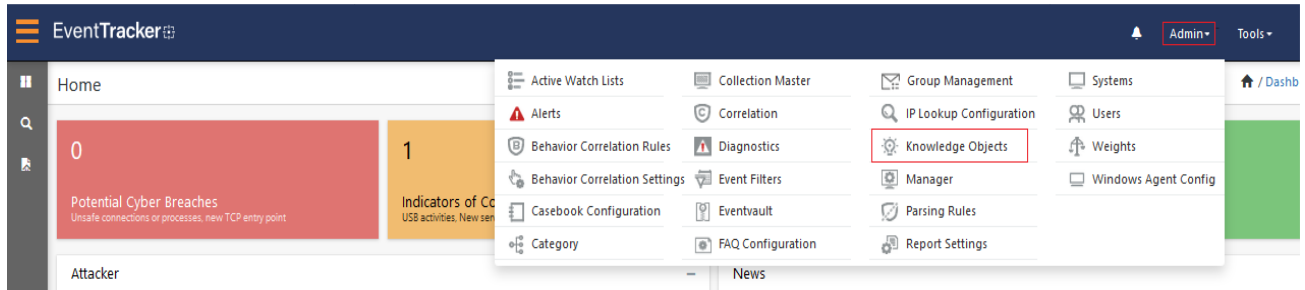 EventTracker
Admin
Tools
Home
/ Dashb
Active Watch Lists
Collection Master
Group Management
Systems
Alerts
Correlation
IP Lookup Configuration
Users
Behavior Correlation Rules
Diagnostics
Knowledge Objects
Weights
Behavior Correlation Settings
Event Filters
Manager
Windows Agent Config
Casebook Configuration
Eventvault
Parsing Rules
Category
FAQ Configuration
Report Settings
0
Potential Cyber Breaches
Unsafe connections or processes, new TCP entry point
1
Indicators of Co
USB activities, New ser
Attacker
News